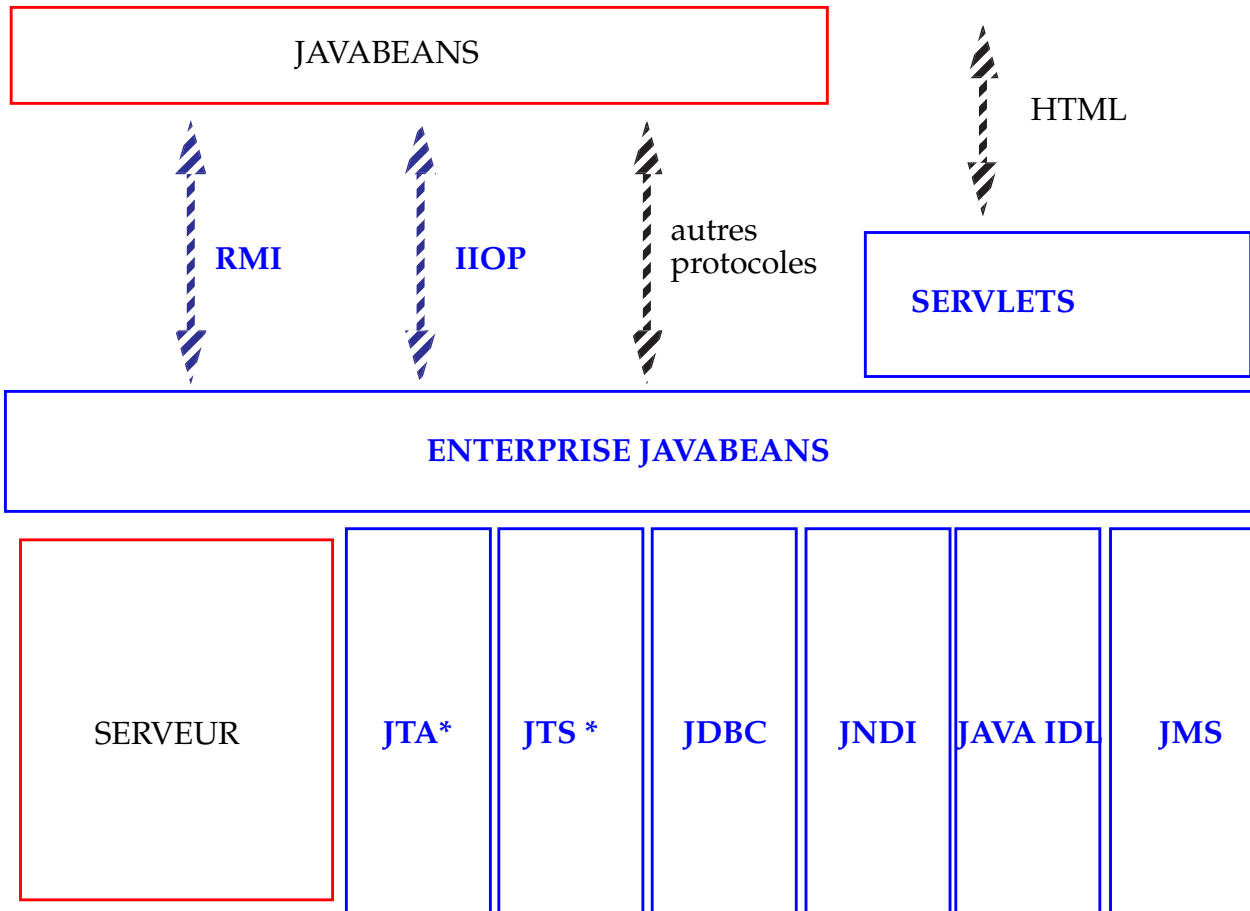 JAVABEANS
HTML
RMI
IIOP
autres
protocoles
SERVLETS
ENTERPRISE JAVABEANS
SERVEUR
JTA*
JTS *
JDBC
JNDI
JAVA IDL
JMS